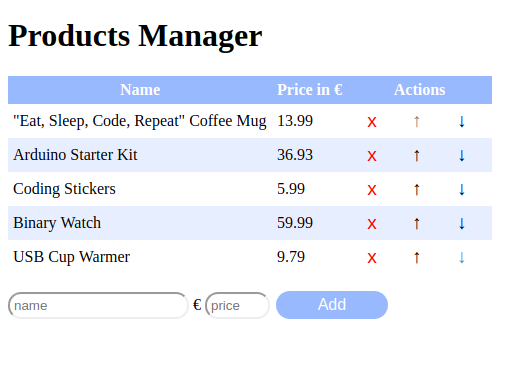 Products Manager
Name Price in € Actions
"Eat, Sleep, Code, Repeat" Coffee Mug 13.99 x ↑ ↓
Arduino Starter Kit 36.93 x ↑ ↓
Coding Stickers 5.99 x ↑ ↓
Binary Watch 59.99 x ↑ ↓
USB Cup Warmer 9.79 x ↑ ↓
name € price Add